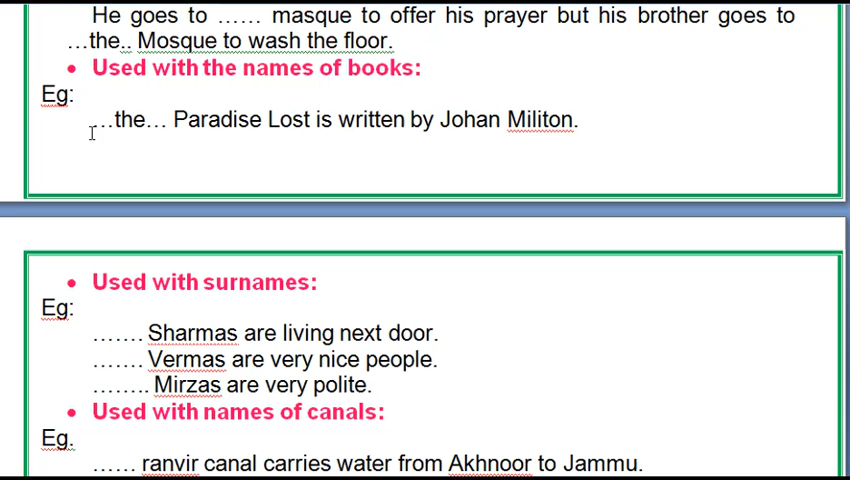 He goes to …… masque to offer his prayer but his brother goes to
…the.. Mosque to wash the floor.
• Used with the names of books:
Eg:
…the… Paradise Lost is written by Johan Militon.
• Used with surnames:
Eg:
……. Sharmas are living next door.
……. Vermas are very nice people.
…….. Mirzas are very polite.
• Used with names of canals:
Eg.
…… ranvir canal carries water from Akhnoor to Jammu.